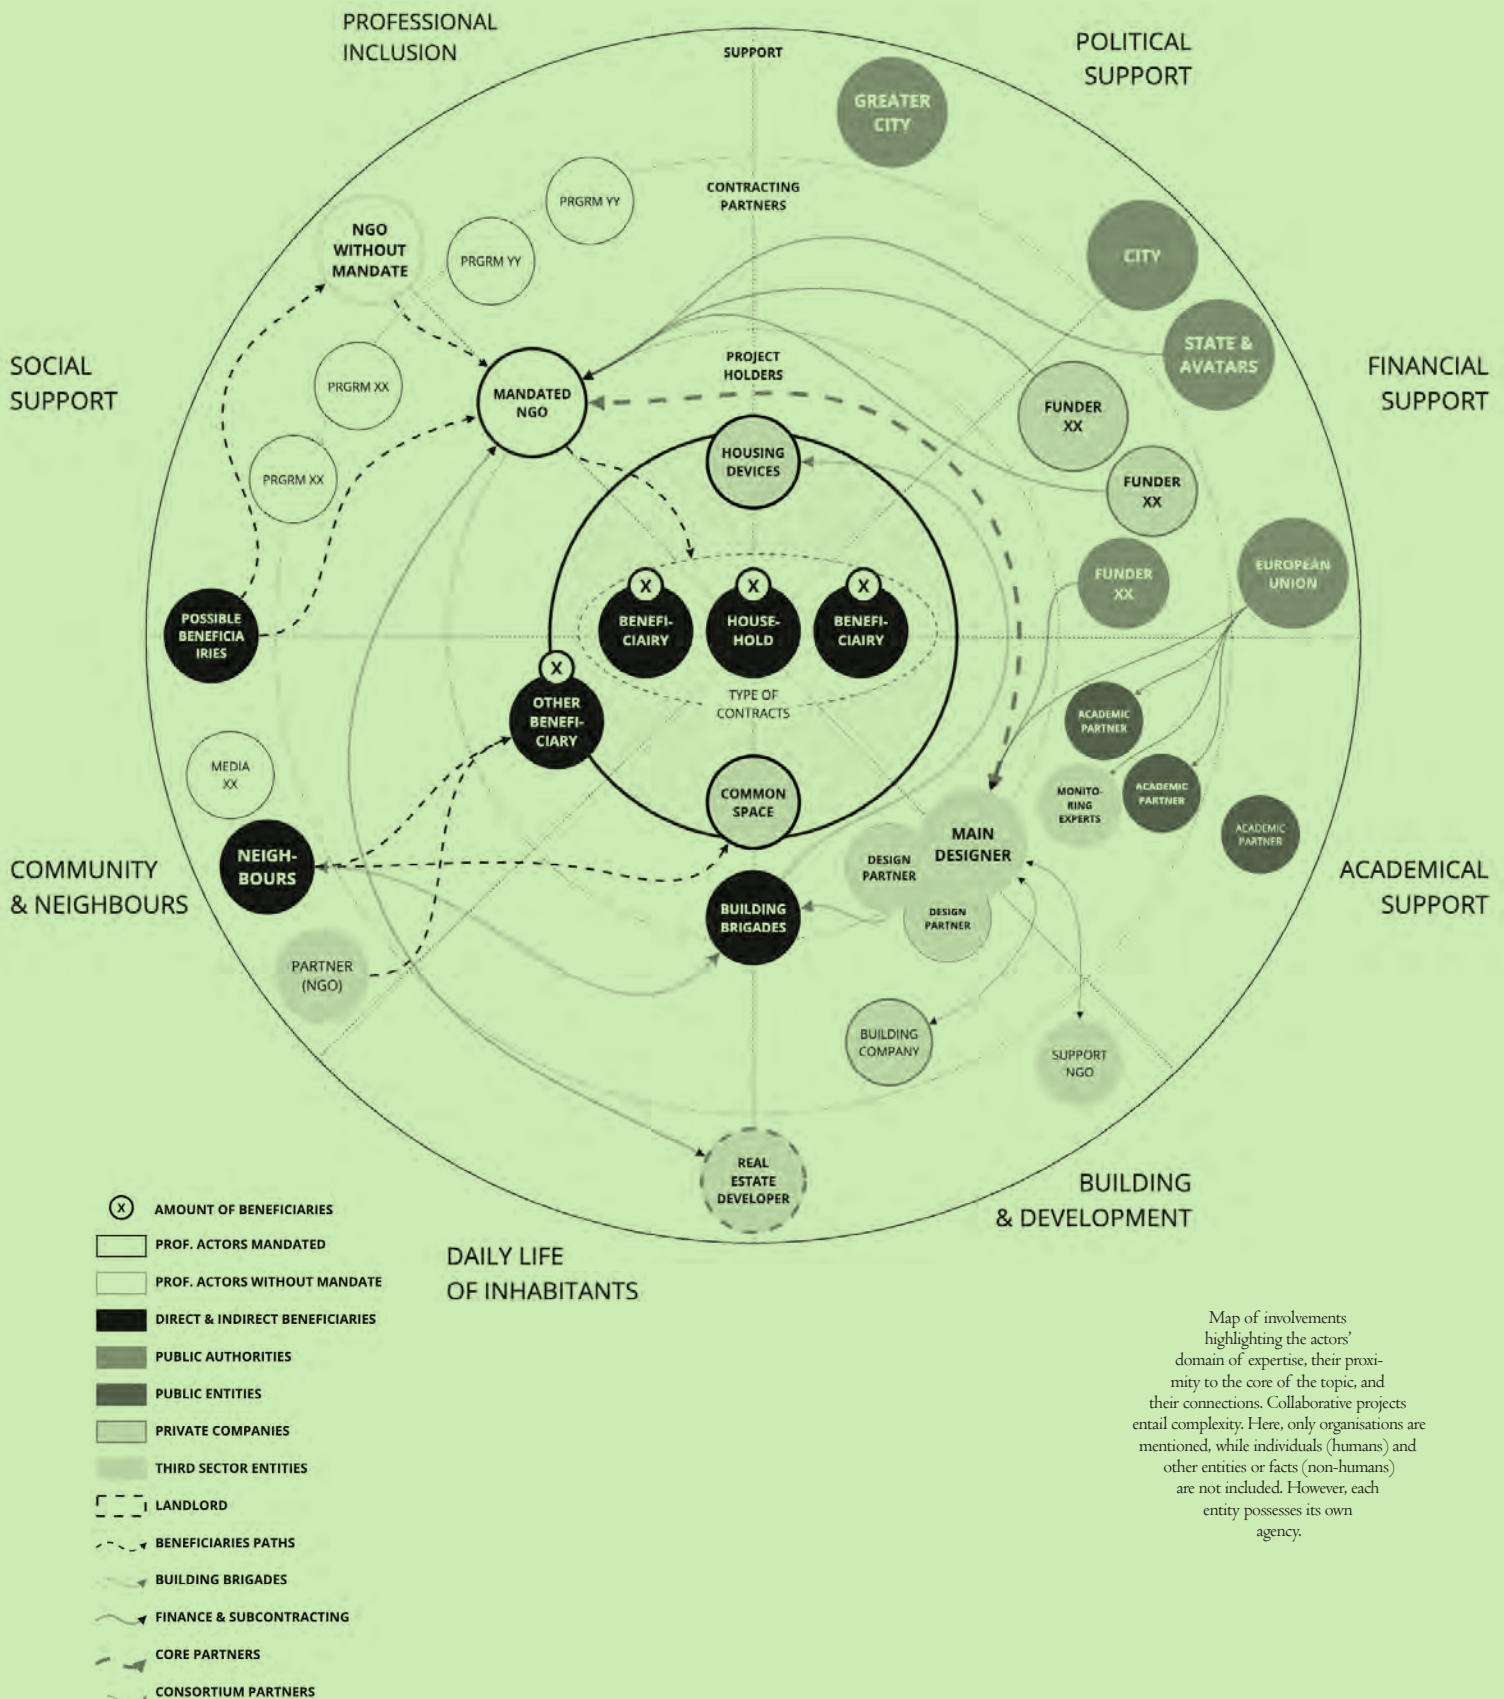 PROFESSIONAL
INCLUSION
POLITICAL
SUPPORT
SUPPORT
GREATER
CITY
CONTRACTING
PARTNERS
PRGRM YY
NGO
WITHOUT
MANDATE
PRGRM YY
CITY
STATE &
AVATARS
SOCIAL
SUPPORT
FINANCIAL
SUPPORT
PROJECT
HOLDERS
PRGRM XX
MANDATED
NGO
FUNDER
XX
HOUSING
DEVICES
PRGRM XX
FUNDER
XX
EUROPEAN
UNION
FUNDER
XX
X
X
X
BENEFI-
CIAIRY
HOUSE-
HOLD
BENEFI-
CIAIRY
POSSIBLE
BENEFICIA
IRIES
X
OTHER
BENEFI-
CIARY
TYPE OF
CONTRACTS
ACADEMIC
PARTNER
MEDIA
XX
COMMON
SPACE
MONITO-
RING
EXPERTS
ACADEMIC
PARTNER
ACADEMIC
PARTNER
MAIN
DESIGNER
DESIGN
PARTNER
NEIGH-
BOURS
COMMUNITY
& NEIGHBOURS
ACADEMICAL
SUPPORT
BUILDING
BRIGADES
DESIGN
PARTNER
PARTNER
(NGO)
BUILDING
COMPANY
SUPPORT
NGO
REAL
ESTATE
DEVELOPER
BUILDING
& DEVELOPMENT
DAILY LIFE
OF INHABITANTS
X AMOUNT OF BENEFICIARIES
PROF. ACTORS MANDATED
PROF. ACTORS WITHOUT MANDATE
DIRECT & INDIRECT BENEFICIARIES
PUBLIC AUTHORITIES
PUBLIC ENTITIES
PRIVATE COMPANIES
THIRD SECTOR ENTITIES
LANDLORD
BENEFICIARIES PATHS
BUILDING BRIGADES
FINANCE & SUBCONTRACTING
CORE PARTNERS
CONSORTIUM PARTNERS
Map of involvements
highlighting the actors'
domain of expertise, their proxi-
mity to the core of the topic, and
their connections. Collaborative projects
entail complexity. Here, only organisations are
mentioned, while individuals (humans) and
other entities or facts (non-humans)
are not included. However, each
entity possesses its own
agency.